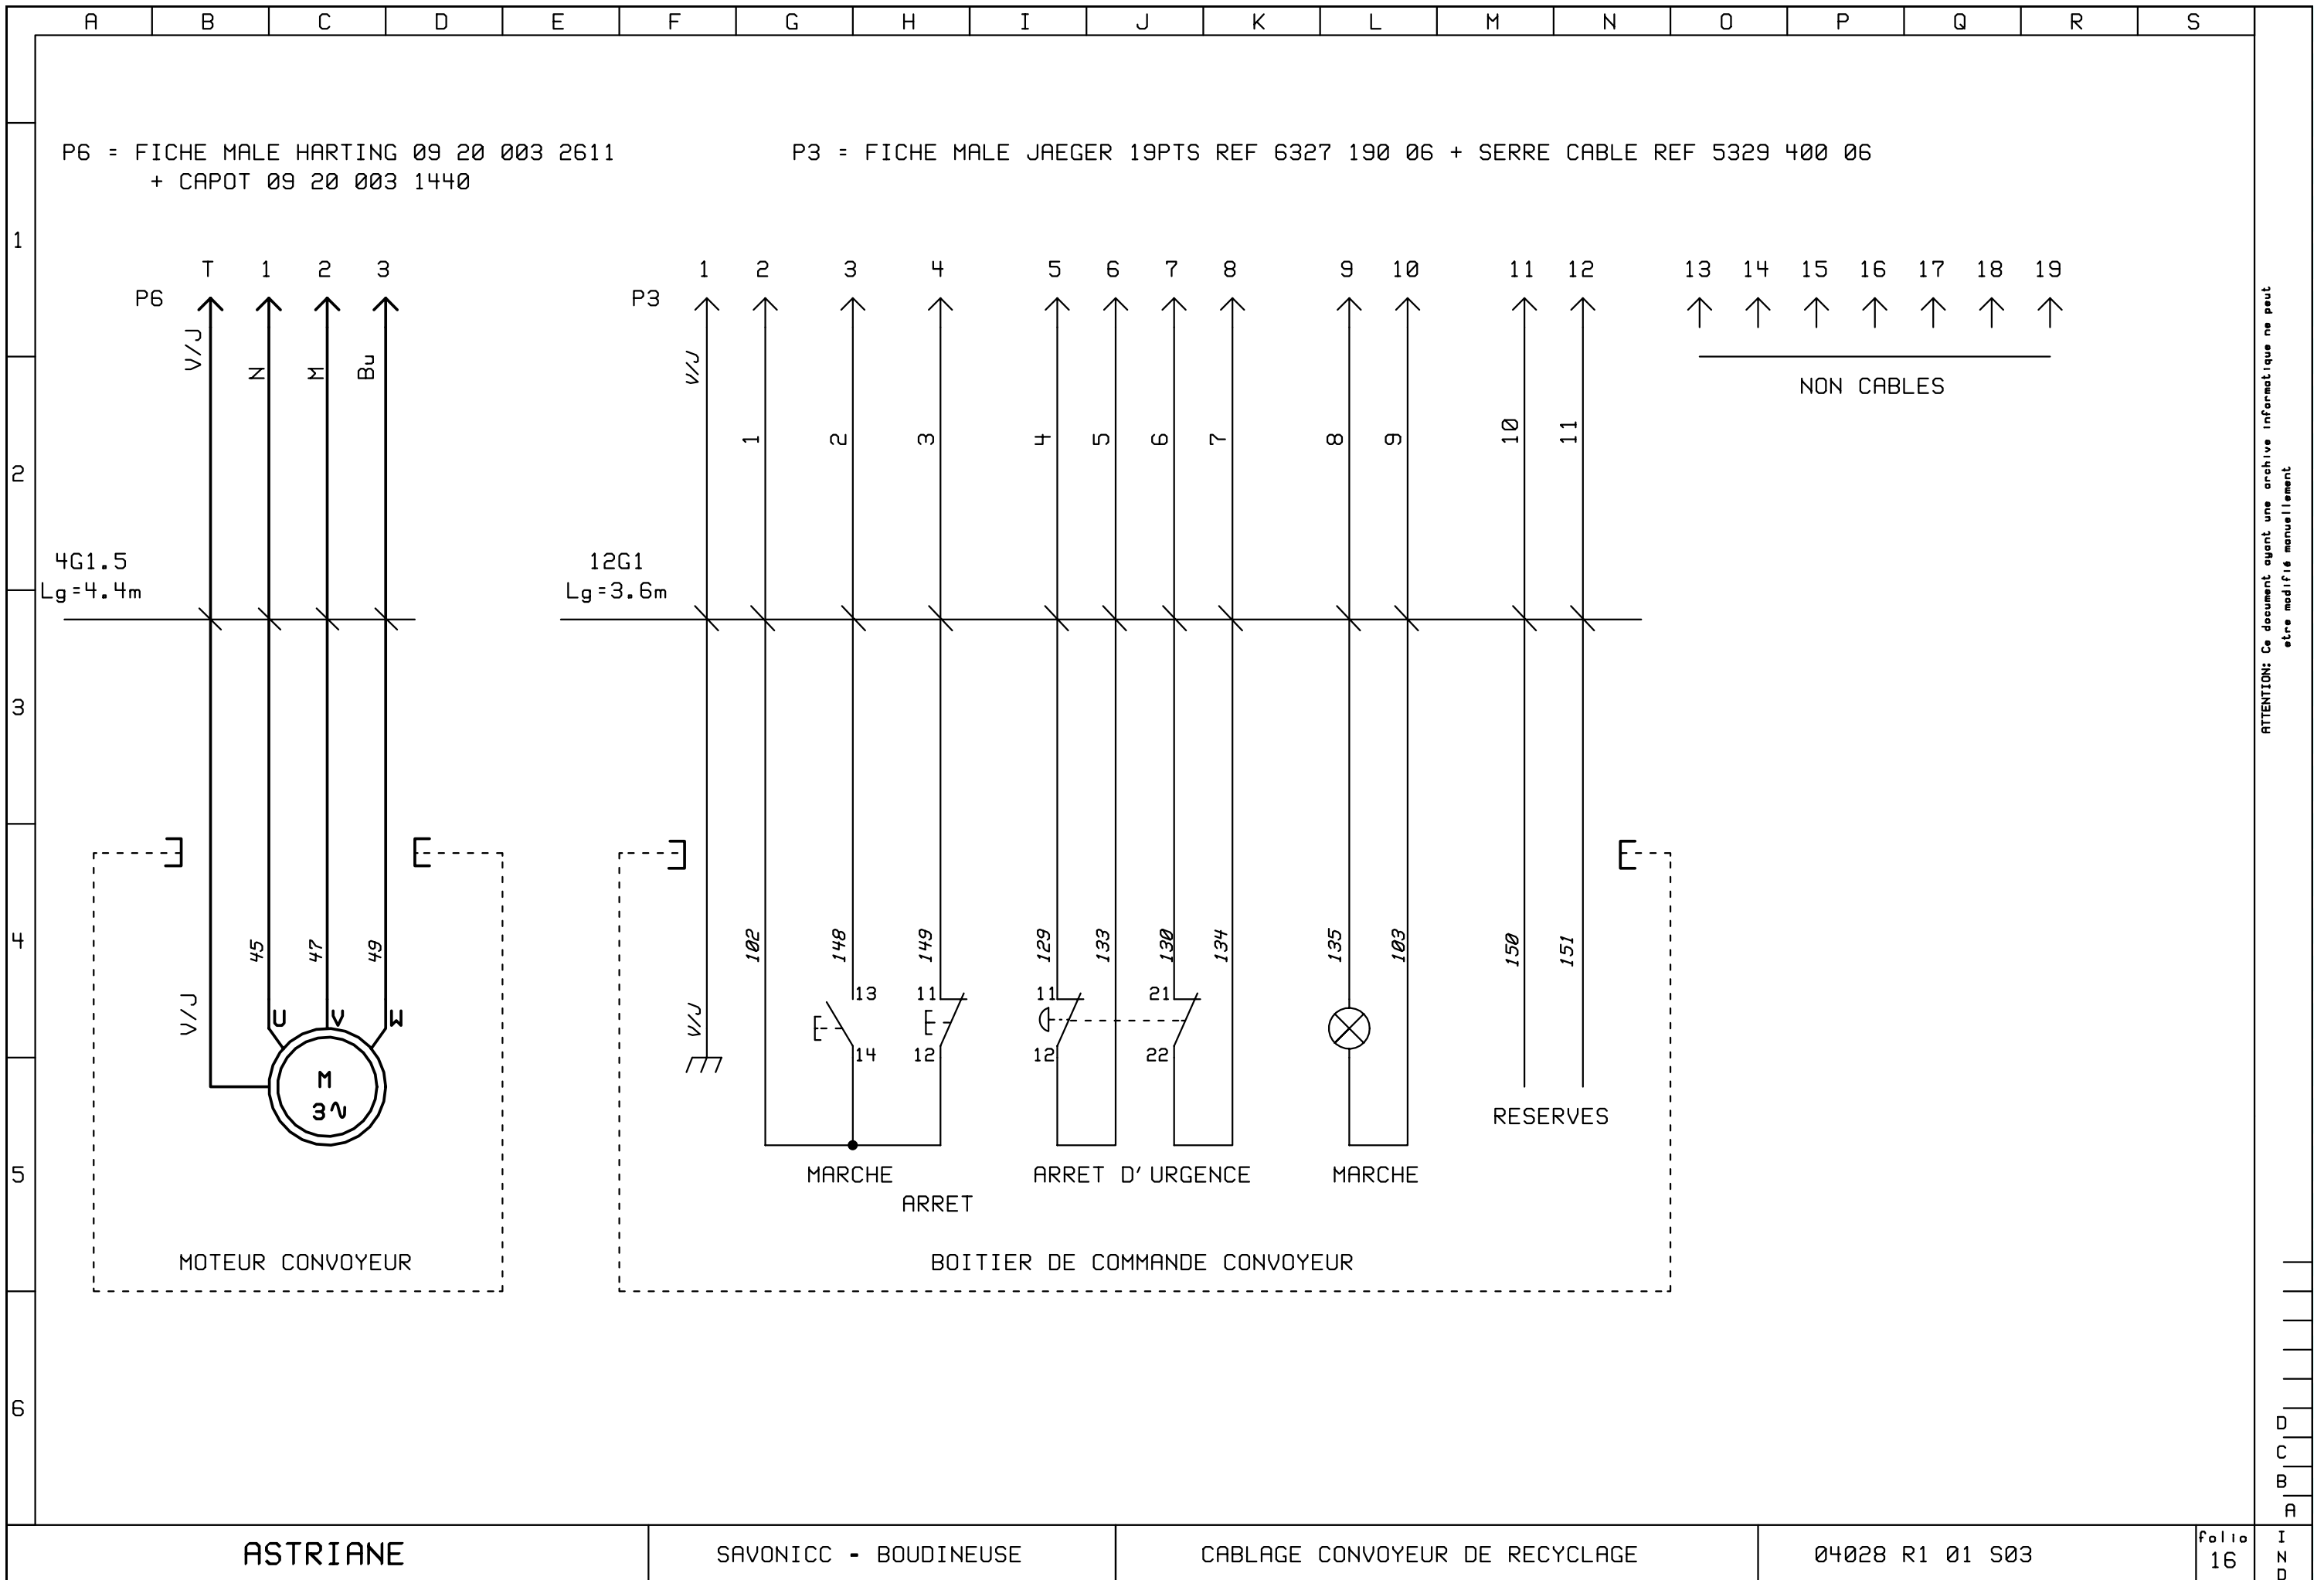 A B C D E F G H I J K L M N O P Q R S
P6 = FICHE MALE HARTING 09 20 003 2611
+ CAPOT 09 20 003 1440
P3 = FICHE MALE JAEGER 19PTS REF 6327 190 06 + SERRE CABLE REF 5329 400 06
1
T 1 2 3
P6
1 2 3 4 5 6 7 8 9 10 11 12 13 14 15 16 17 18 19
P3
V/J N M Bu
V/J
NON CABLES
1 2 3 4 5 6 7 8 9 10 11
2
4G1.5
Lg=4.4m
12G1
Lg=3.6m
3
4
45 47 49
102 148 149 129 133 130 134 135 103 150 151
V/J
U V W
V/J
13 11 11 21
14 12 12 22
M
3∿
RESERVES
5
MARCHE
ARRET
ARRET D'URGENCE
MARCHE
MOTEUR CONVOYEUR
BOITIER DE COMMANDE CONVOYEUR
6
ATTENTION: Ce document ayant une archive informatique ne peut
etre modifié manuellement
D
C
B
A
ASTRIANE
SAVONICC - BOUDINEUSE
CABLAGE CONVOYEUR DE RECYCLAGE
04028 R1 01 S03
folio
16
I
N
D